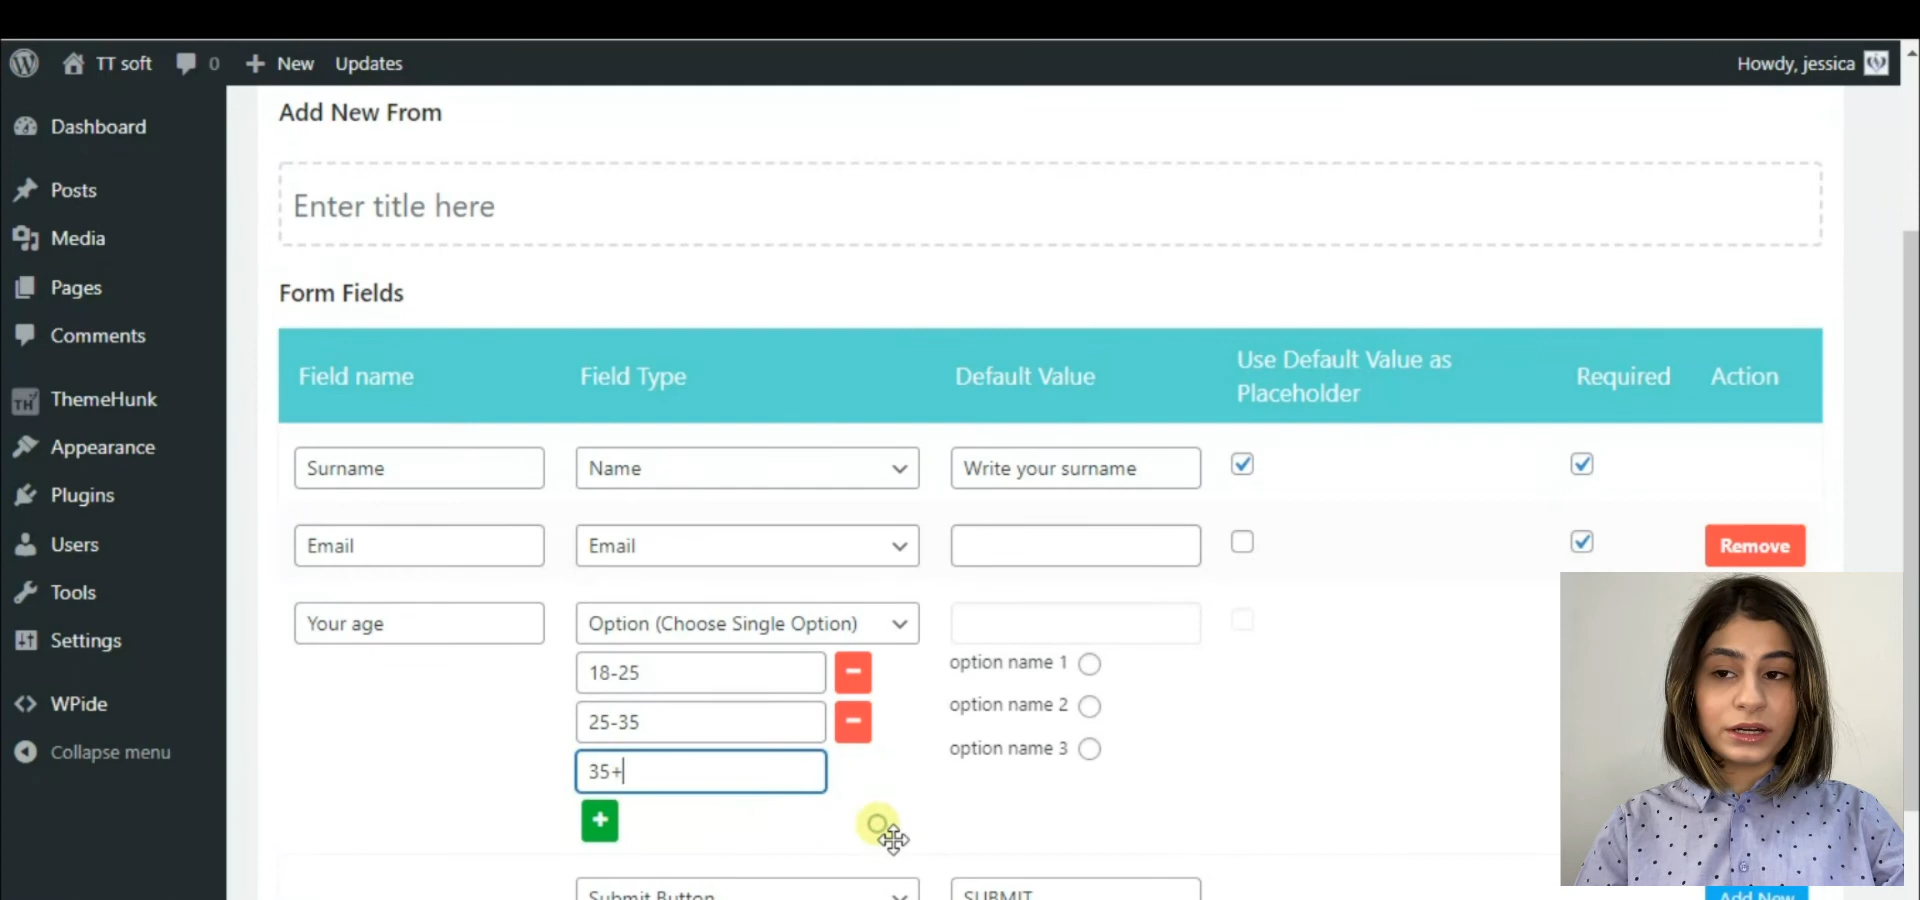 TT soft 0 New Updates Howdy, jessica
Dashboard
Posts
Media
Pages
Comments
TH ThemeHunk
Appearance
Plugins
Users
Tools
Settings
WPide
Collapse menu
Add New From
Enter title here
Form Fields
Field name Field Type Default Value Use Default Value as Placeholder Required Action
Surname Name Write your surname
Email Email Remove
Your age Option (Choose Single Option)
18-25 option name 1
25-35 option name 2
35+ option name 3
Submit Button SUBMIT Add New